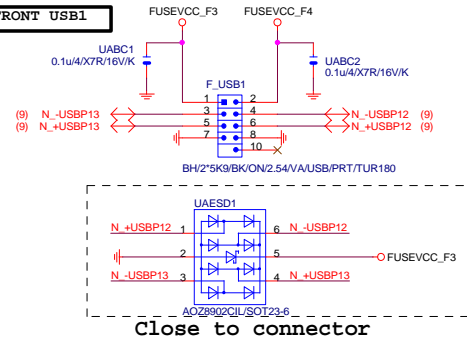 FRONT USB1
FUSEVCC_F3 FUSEVCC_F4
UABC1
0.1u/4/X7R/16V/K
UABC2
0.1u/4/X7R/16V/K
F_USB1
1 2
(9) N_-USBP13 3 4 N_-USBP12 (9)
(9) N_+USBP13 5 6 N_+USBP12 (9)
7 8
10
BH/2*5K9/BK/ON/2.54/VA/USB/PRT/TUR180
UAESD1
N_+USBP12 1 6 N_-USBP12
2 5 FUSEVCC_F3
N_-USBP13 3 4 N_+USBP13
AOZ8902CIL/SOT23-6
Close to connector